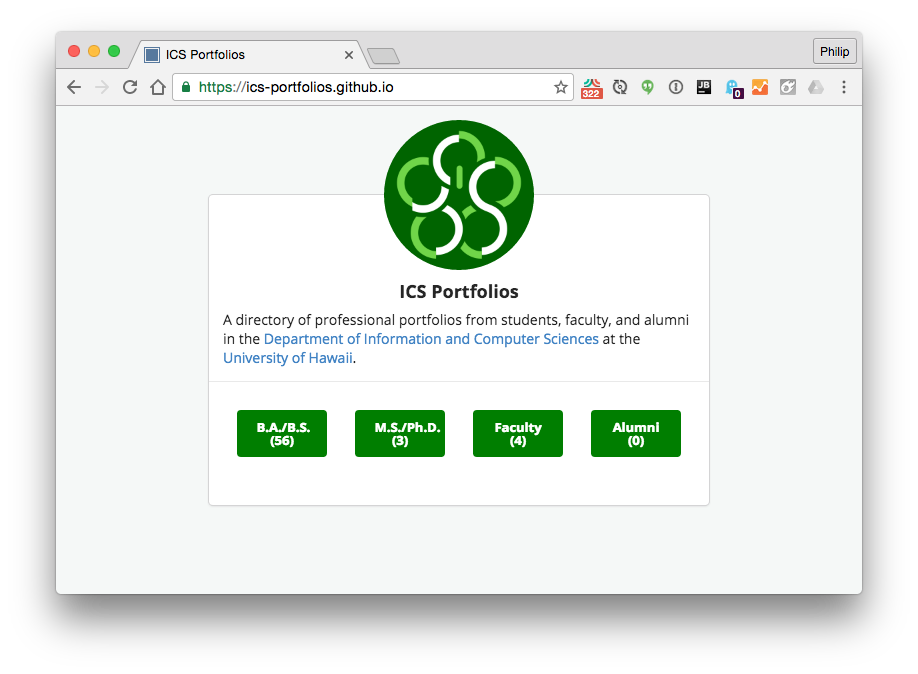 ICS Portfolios
Philip
https://ics-portfolios.github.io
322
JB
0
ICS Portfolios
A directory of professional portfolios from students, faculty, and alumni
in the Department of Information and Computer Sciences at the
University of Hawaii.
B.A./B.S.
(56)
M.S./Ph.D.
(3)
Faculty
(4)
Alumni
(0)